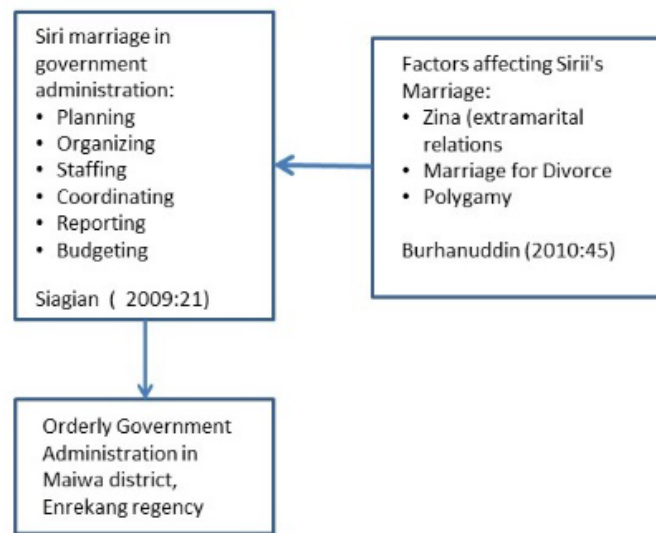 Siri marriage in
government
administration:
• Planning
• Organizing
• Staffing
• Coordinating
• Reporting
• Budgeting
Siagian ( 2009:21)
Factors affecting Sirii's
Marriage:
• Zina (extramarital
relations
• Marriage for Divorce
• Polygamy
Burhanuddin (2010:45)
Orderly Government
Administration in
Maiwa district,
Enrekang regency